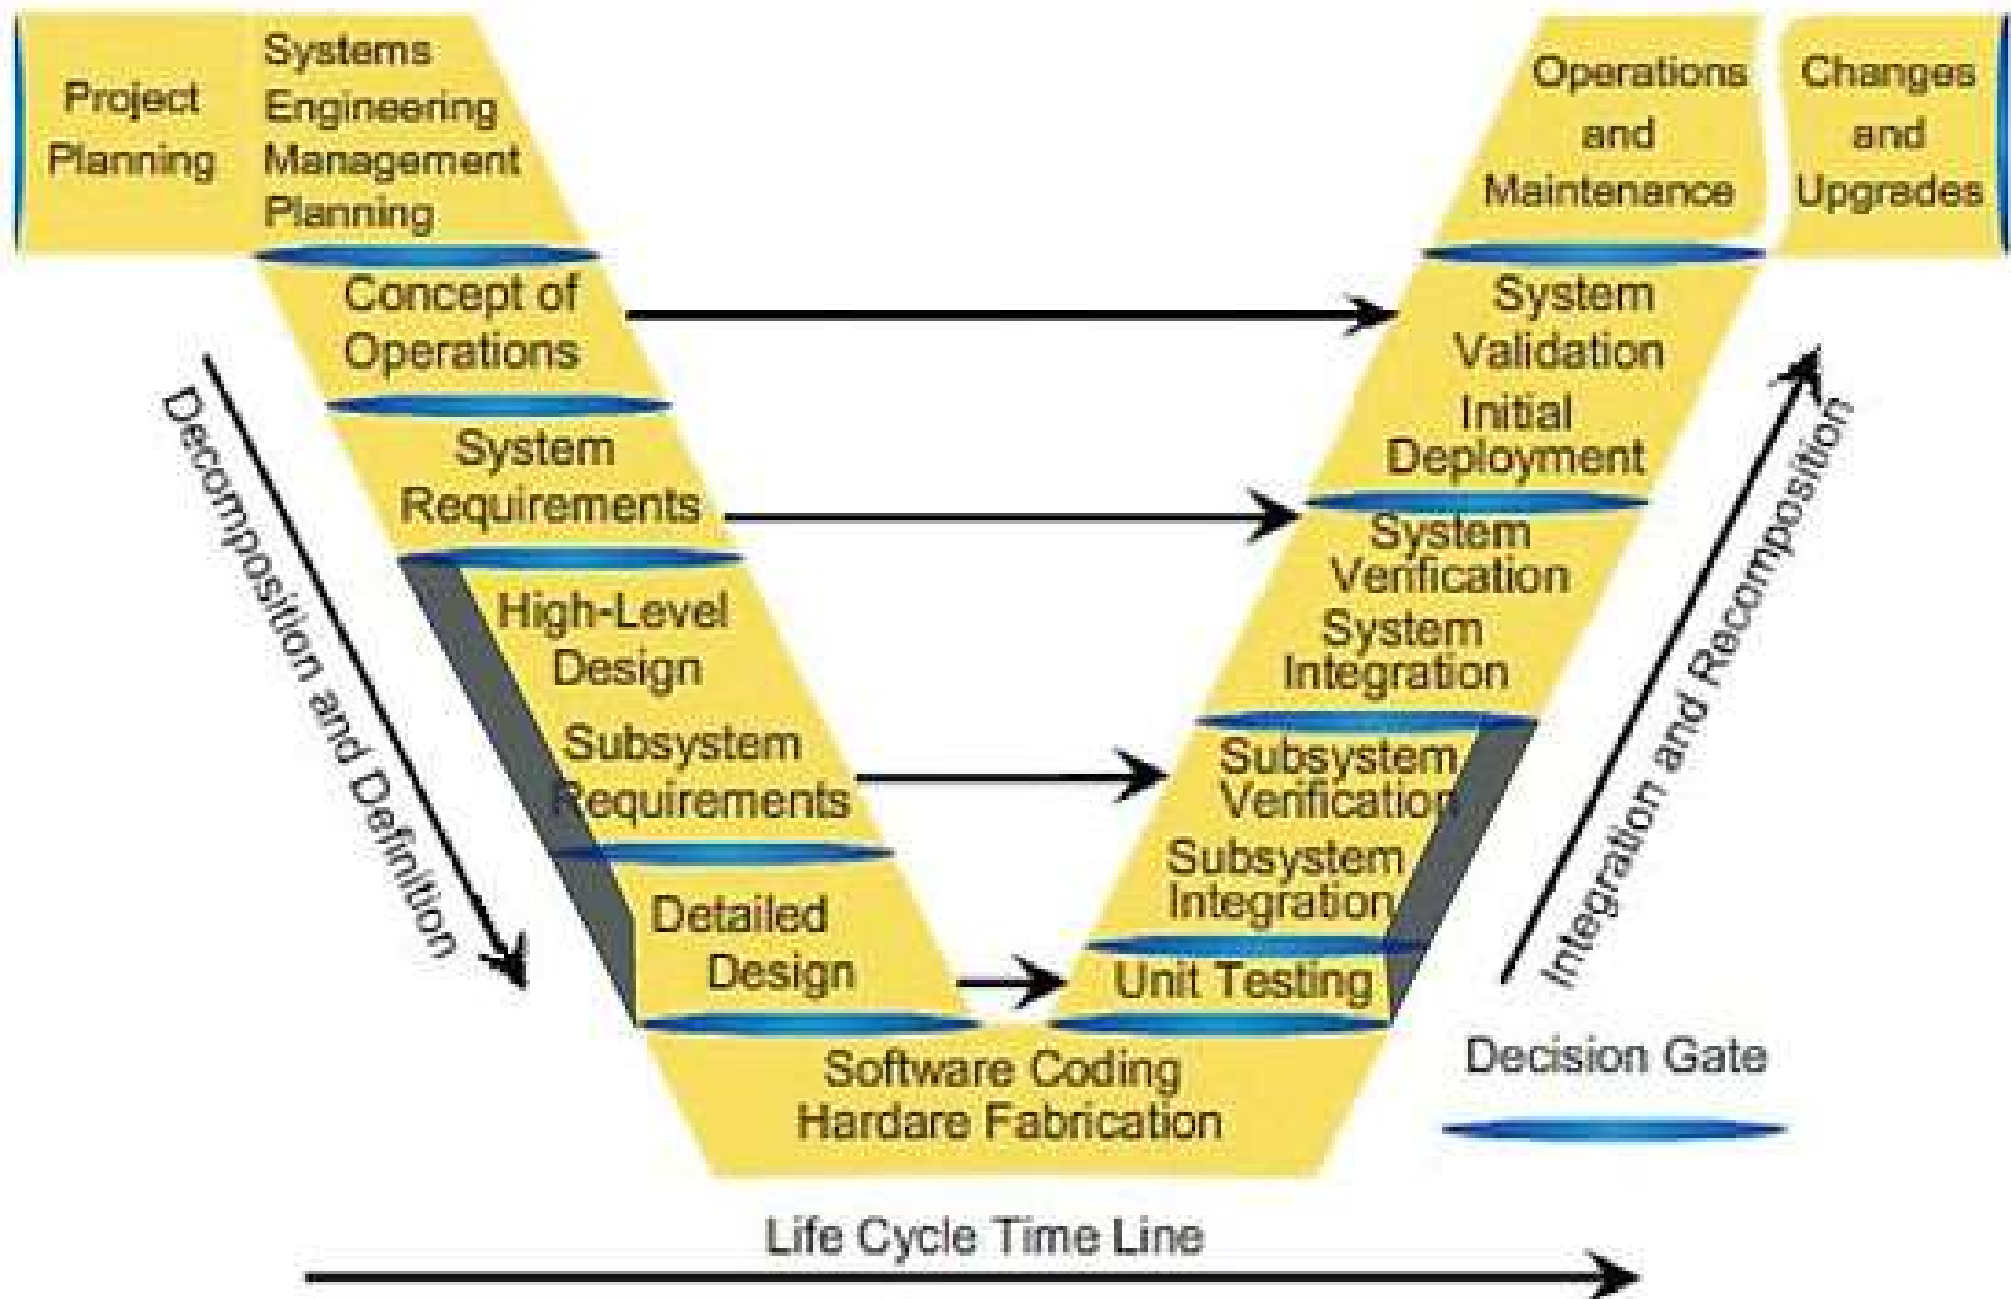 Project
Planning
Systems
Engineering
Management
Planning
Concept of
Operations
System
Requirements
High-Level
Design
Subsystem
Requirements
Detailed
Design
Software Coding
Hardare Fabrication
Unit Testing
Subsystem
Verification
Subsystem
Integration
System
Verification
System
Integration
System
Validation
Initial
Deployment
Operations
and
Maintenance
Changes
and
Upgrades
Decomposition and Definition
Integration and Recomposition
Decision Gate
Life Cycle Time Line